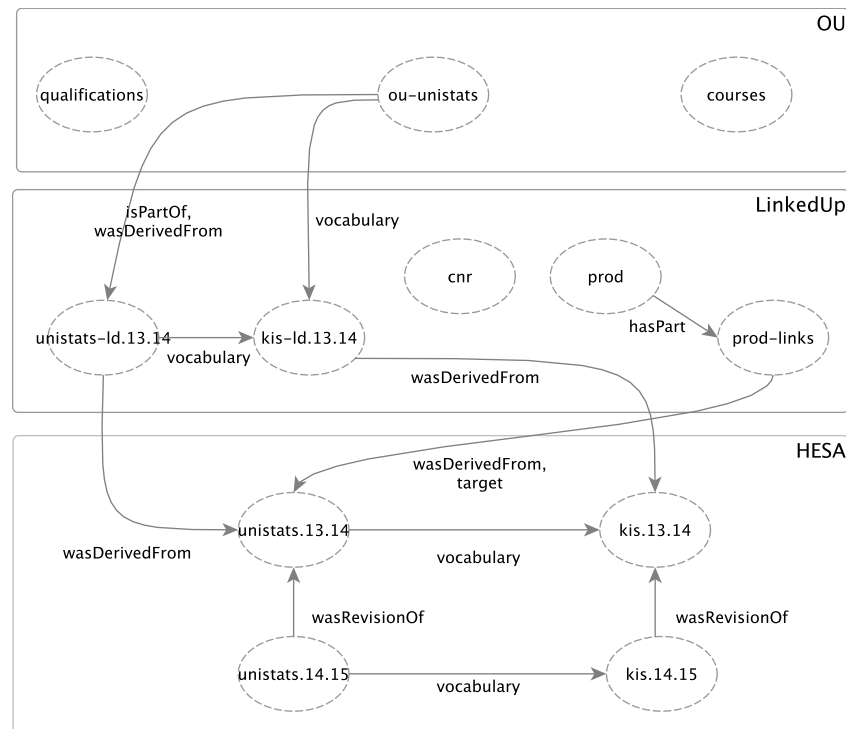 OU
qualifications
ou-unistats
courses
LinkedUp
isPartOf,
wasDerivedFrom
vocabulary
cnr
prod
hasPart
unistats-ld.13.14
vocabulary
kis-ld.13.14
prod-links
wasDerivedFrom
HESA
wasDerivedFrom,
target
unistats.13.14
kis.13.14
wasDerivedFrom
vocabulary
wasRevisionOf
wasRevisionOf
unistats.14.15
kis.14.15
vocabulary